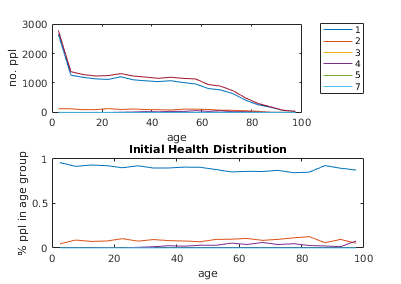 3000
2000
1000
0
no. ppl
0 20 40 60 80 100
age
1
2
3
4
5
7
Initial Health Distribution
1
0.5
0
% ppl in age group
0 20 40 60 80 100
age